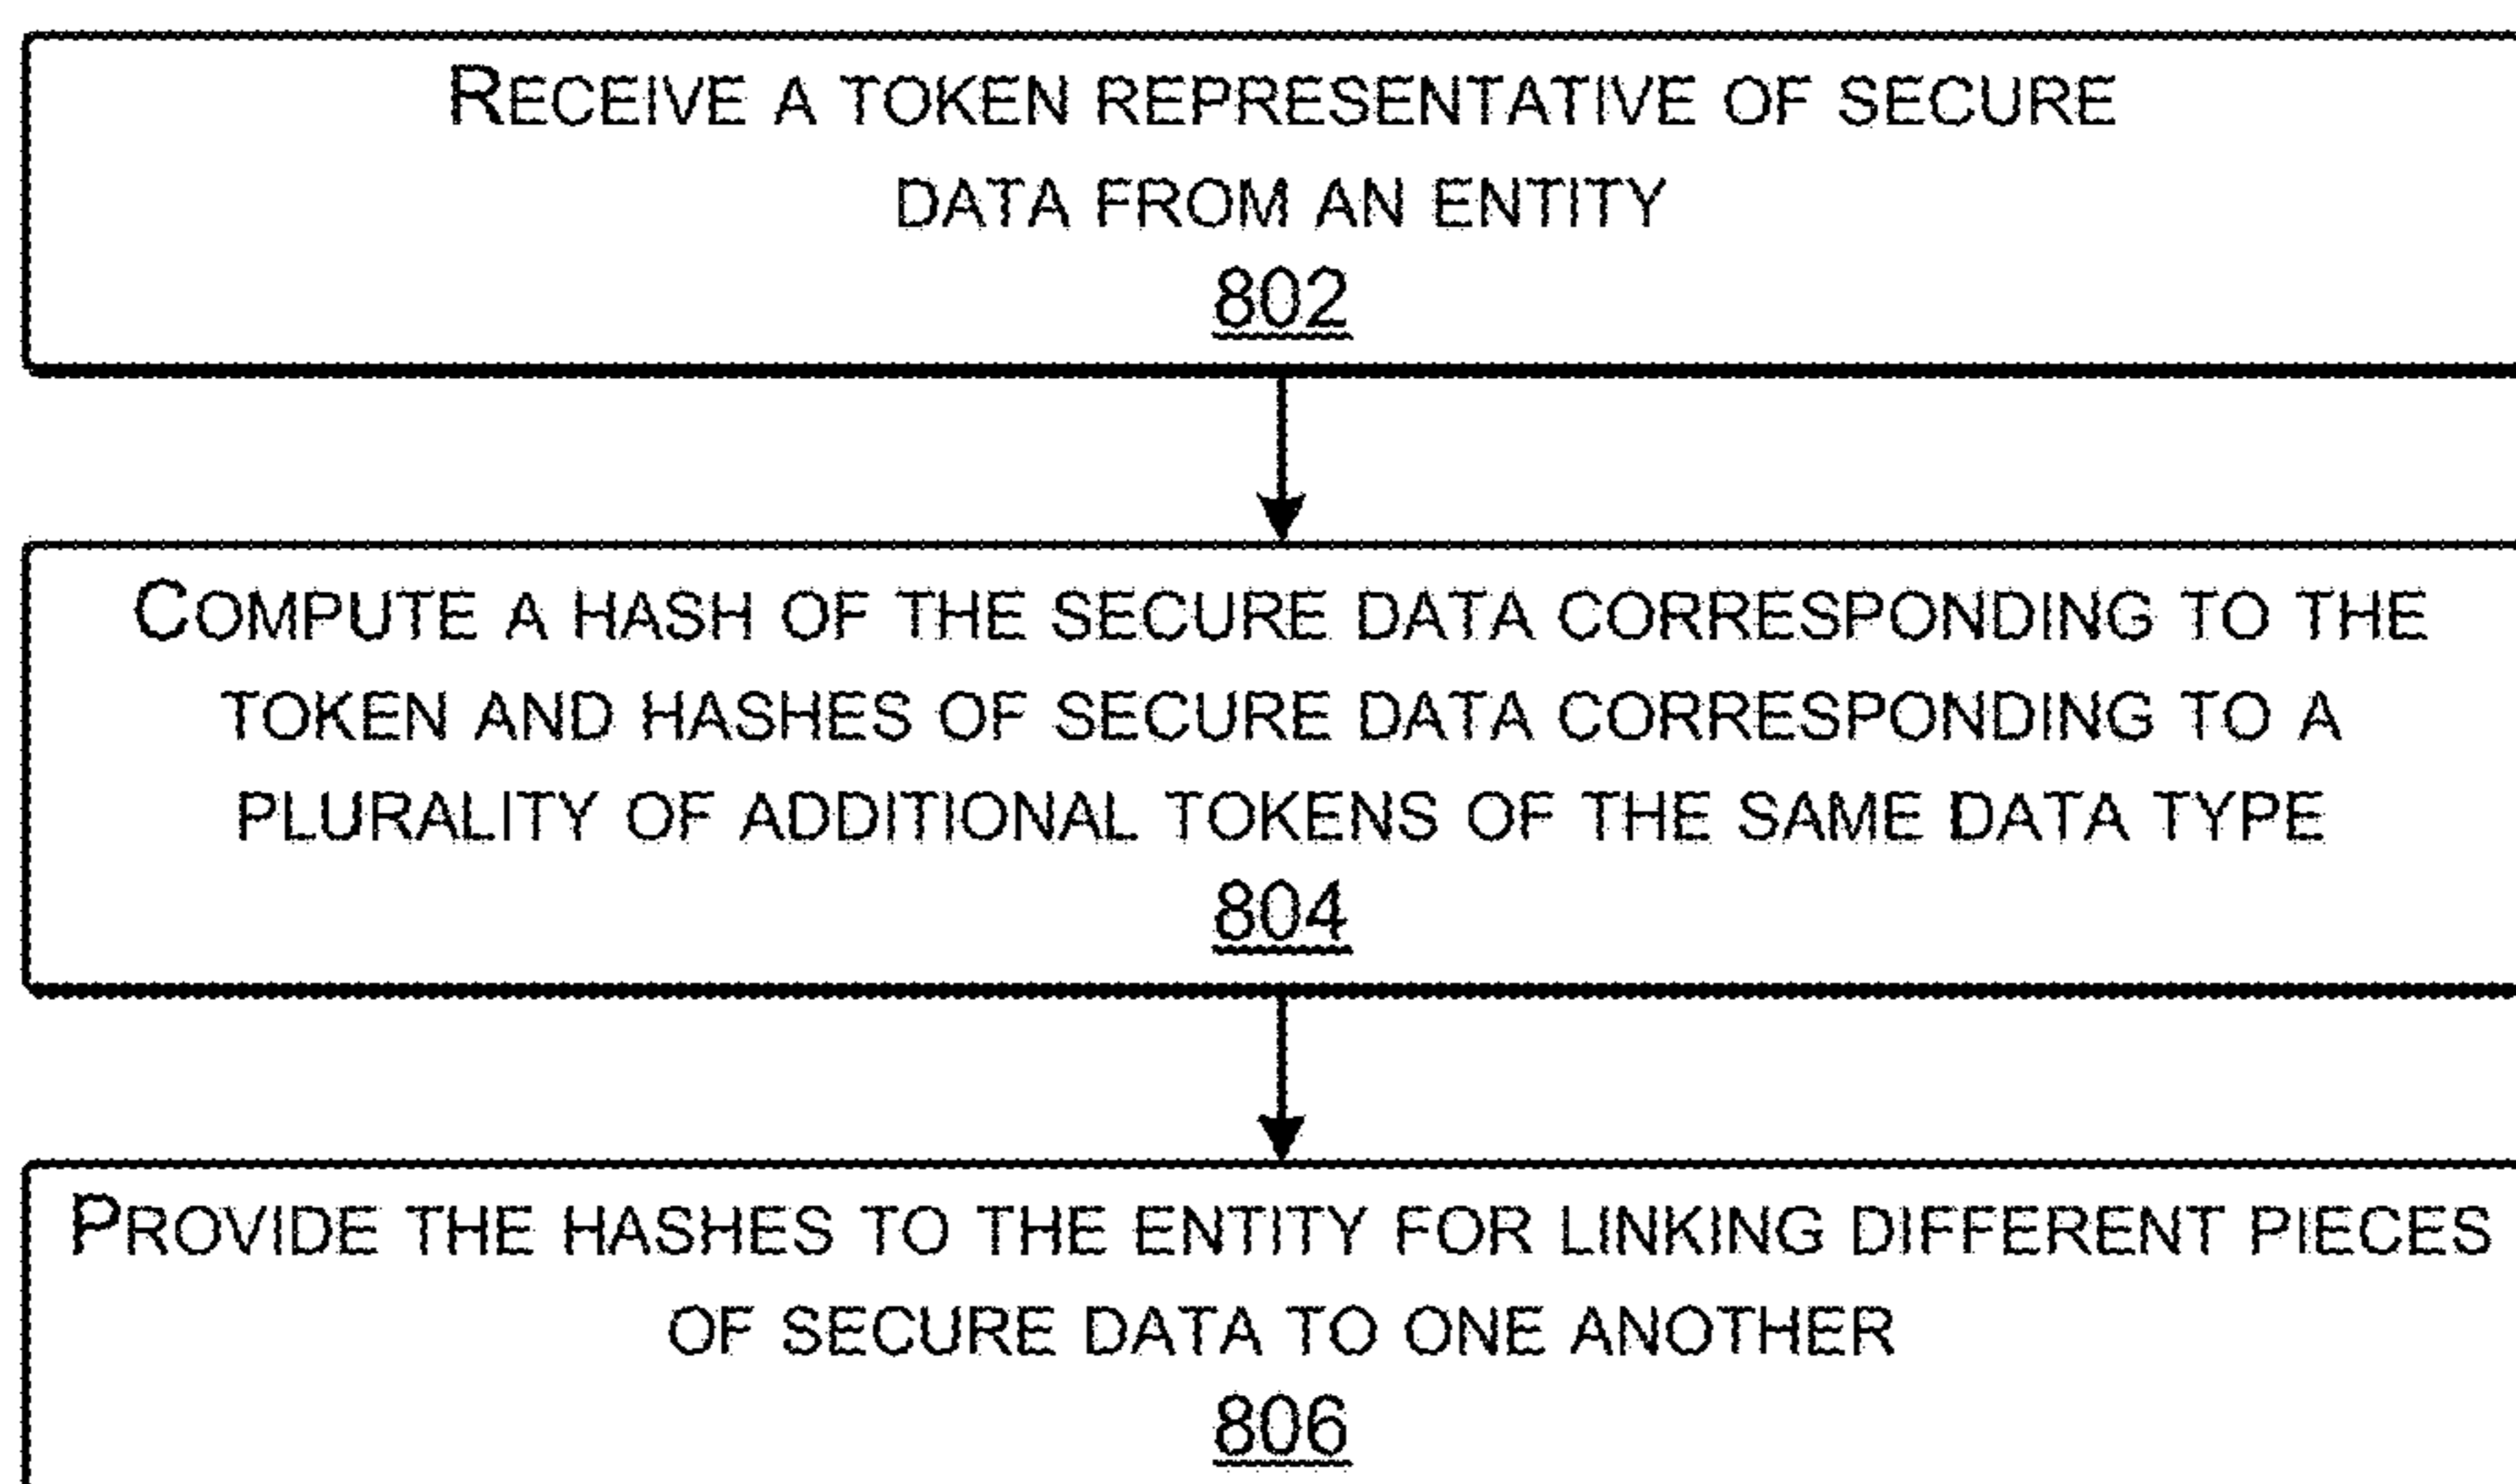 RECEIVE A TOKEN REPRESENTATIVE OF SECURE
DATA FROM AN ENTITY
802
COMPUTE A HASH OF THE SECURE DATA CORRESPONDING TO THE
TOKEN AND HASHES OF SECURE DATA CORRESPONDING TO A
PLURALITY OF ADDITIONAL TOKENS OF THE SAME DATA TYPE
804
PROVIDE THE HASHES TO THE ENTITY FOR LINKING DIFFERENT PIECES
OF SECURE DATA TO ONE ANOTHER
806